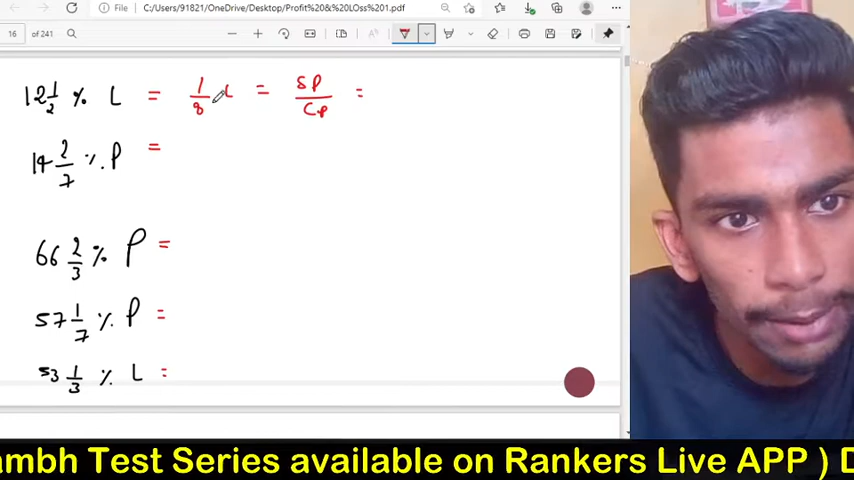 File
C:/Users/91821/OneDrive/Desktop/Profit%20&%20LOss%201.pdf
16 of 241
12 1/2 % L = 1/8 L = SP/CP =
14 2/7 % P =
66 2/3 % P =
57 1/7 % P =
53 1/3 % L =
ambh Test Series available on Rankers Live APP ) D